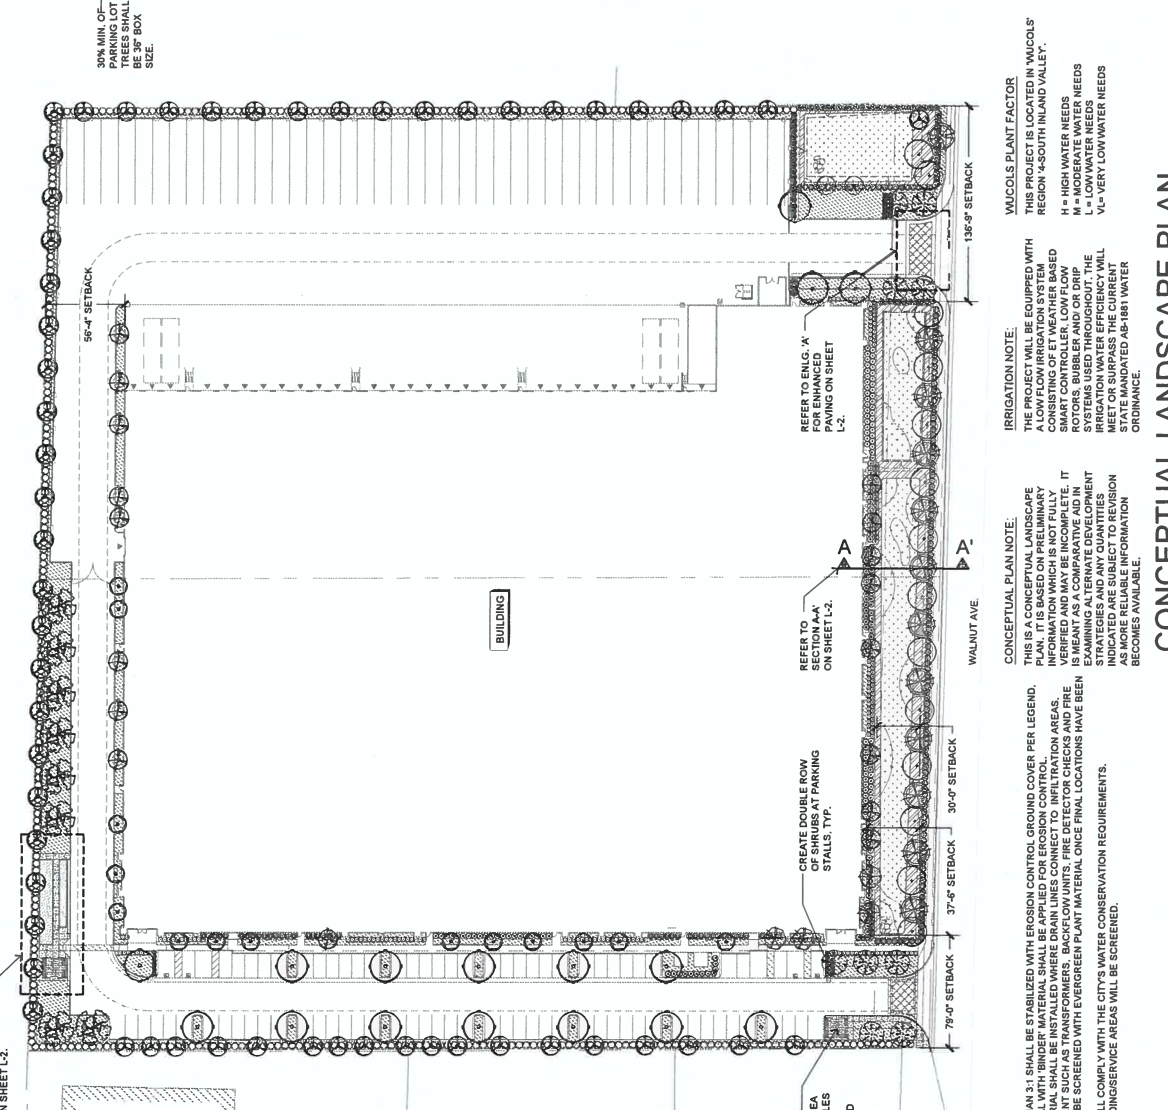 30% MIN. OF
PARKING LOT
TREES SHALL
BE 36" BOX
SIZE.
56'-4" SETBACK
136'-9" SETBACK
REFER TO ENLG. 'A'
FOR ENHANCED
PAVING ON SHEET
L-2.
A
A'
BUILDING
REFER TO
SECTION A-A'
ON SHEET L-2.
WALNUT AVE.
CREATE DOUBLE ROW
OF SHRUBS AT PARKING
STALLS, TYP.
30'-0" SETBACK
37'-6" SETBACK
79'-0" SETBACK
N SHEET L-2.
WUCOLS PLANT FACTOR
THIS PROJECT IS LOCATED IN 'WUCOLS'
REGION '4-SOUTH INLAND VALLEY'.
H = HIGH WATER NEEDS
M = MODERATE WATER NEEDS
L = LOW WATER NEEDS
VL= VERY LOW WATER NEEDS
IRRIGATION NOTE:
THE PROJECT WILL BE EQUIPPED WITH
A LOW FLOW IRRIGATION SYSTEM
CONSISTING OF ET WEATHER BASED
SMART CONTROLLER, LOW FLOW
ROTORS, BUBBLER AND/ OR DRIP
SYSTEMS USED THROUGHOUT. THE
IRRIGATION WATER EFFICIENCY WILL
MEET OR SURPASS THE CURRENT
STATE MANDATED AB-1881 WATER
ORDINANCE.
CONCEPTUAL PLAN NOTE:
THIS IS A CONCEPTUAL LANDSCAPE
PLAN. IT IS BASED ON PRELIMINARY
INFORMATION WHICH IS NOT FULLY
VERIFIED AND MAY BE INCOMPLETE. IT
IS MEANT AS A COMPARATIVE AID IN
EXAMINING ALTERNATE DEVELOPMENT
STRATEGIES AND ANY QUANTITIES
INDICATED ARE SUBJECT TO REVISION
AS MORE RELIABLE INFORMATION
BECOMES AVAILABLE.
AN 3:1 SHALL BE STABILIZED WITH EROSION CONTROL GROUND COVER PER LEGEND.
L WITH 'BINDER' MATERIAL SHALL BE APPLIED FOR EROSION CONTROL.
RIAL SHALL BE INSTALLED WHERE DRAIN LINES CONNECT TO INFILTRATION AREAS.
NT SUCH AS TRANSFORMERS, BACKFLOW UNITS, FIRE DETECTOR CHECKS AND FIRE
BE SCREENED WITH EVERGREEN PLANT MATERIAL ONCE FINAL LOCATIONS HAVE BEEN
LL COMPLY WITH THE CITY'S WATER CONSERVATION REQUIREMENTS.
DING/SERVICE AREAS WILL BE SCREENED.
EA
LES
D
CONCEPTUAL LANDSCAPE PLAN